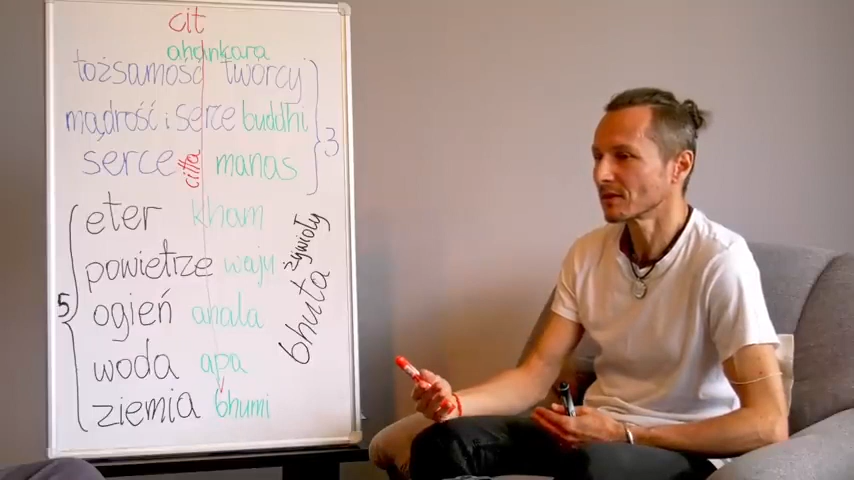 cit
ahankara
tożsamość twórcy
mądrość i serce buddhi
serce citta manas
3
eter kham
powietrze waju
ogień anala
woda apa
ziemia bhumi
5
bhuta żywioły